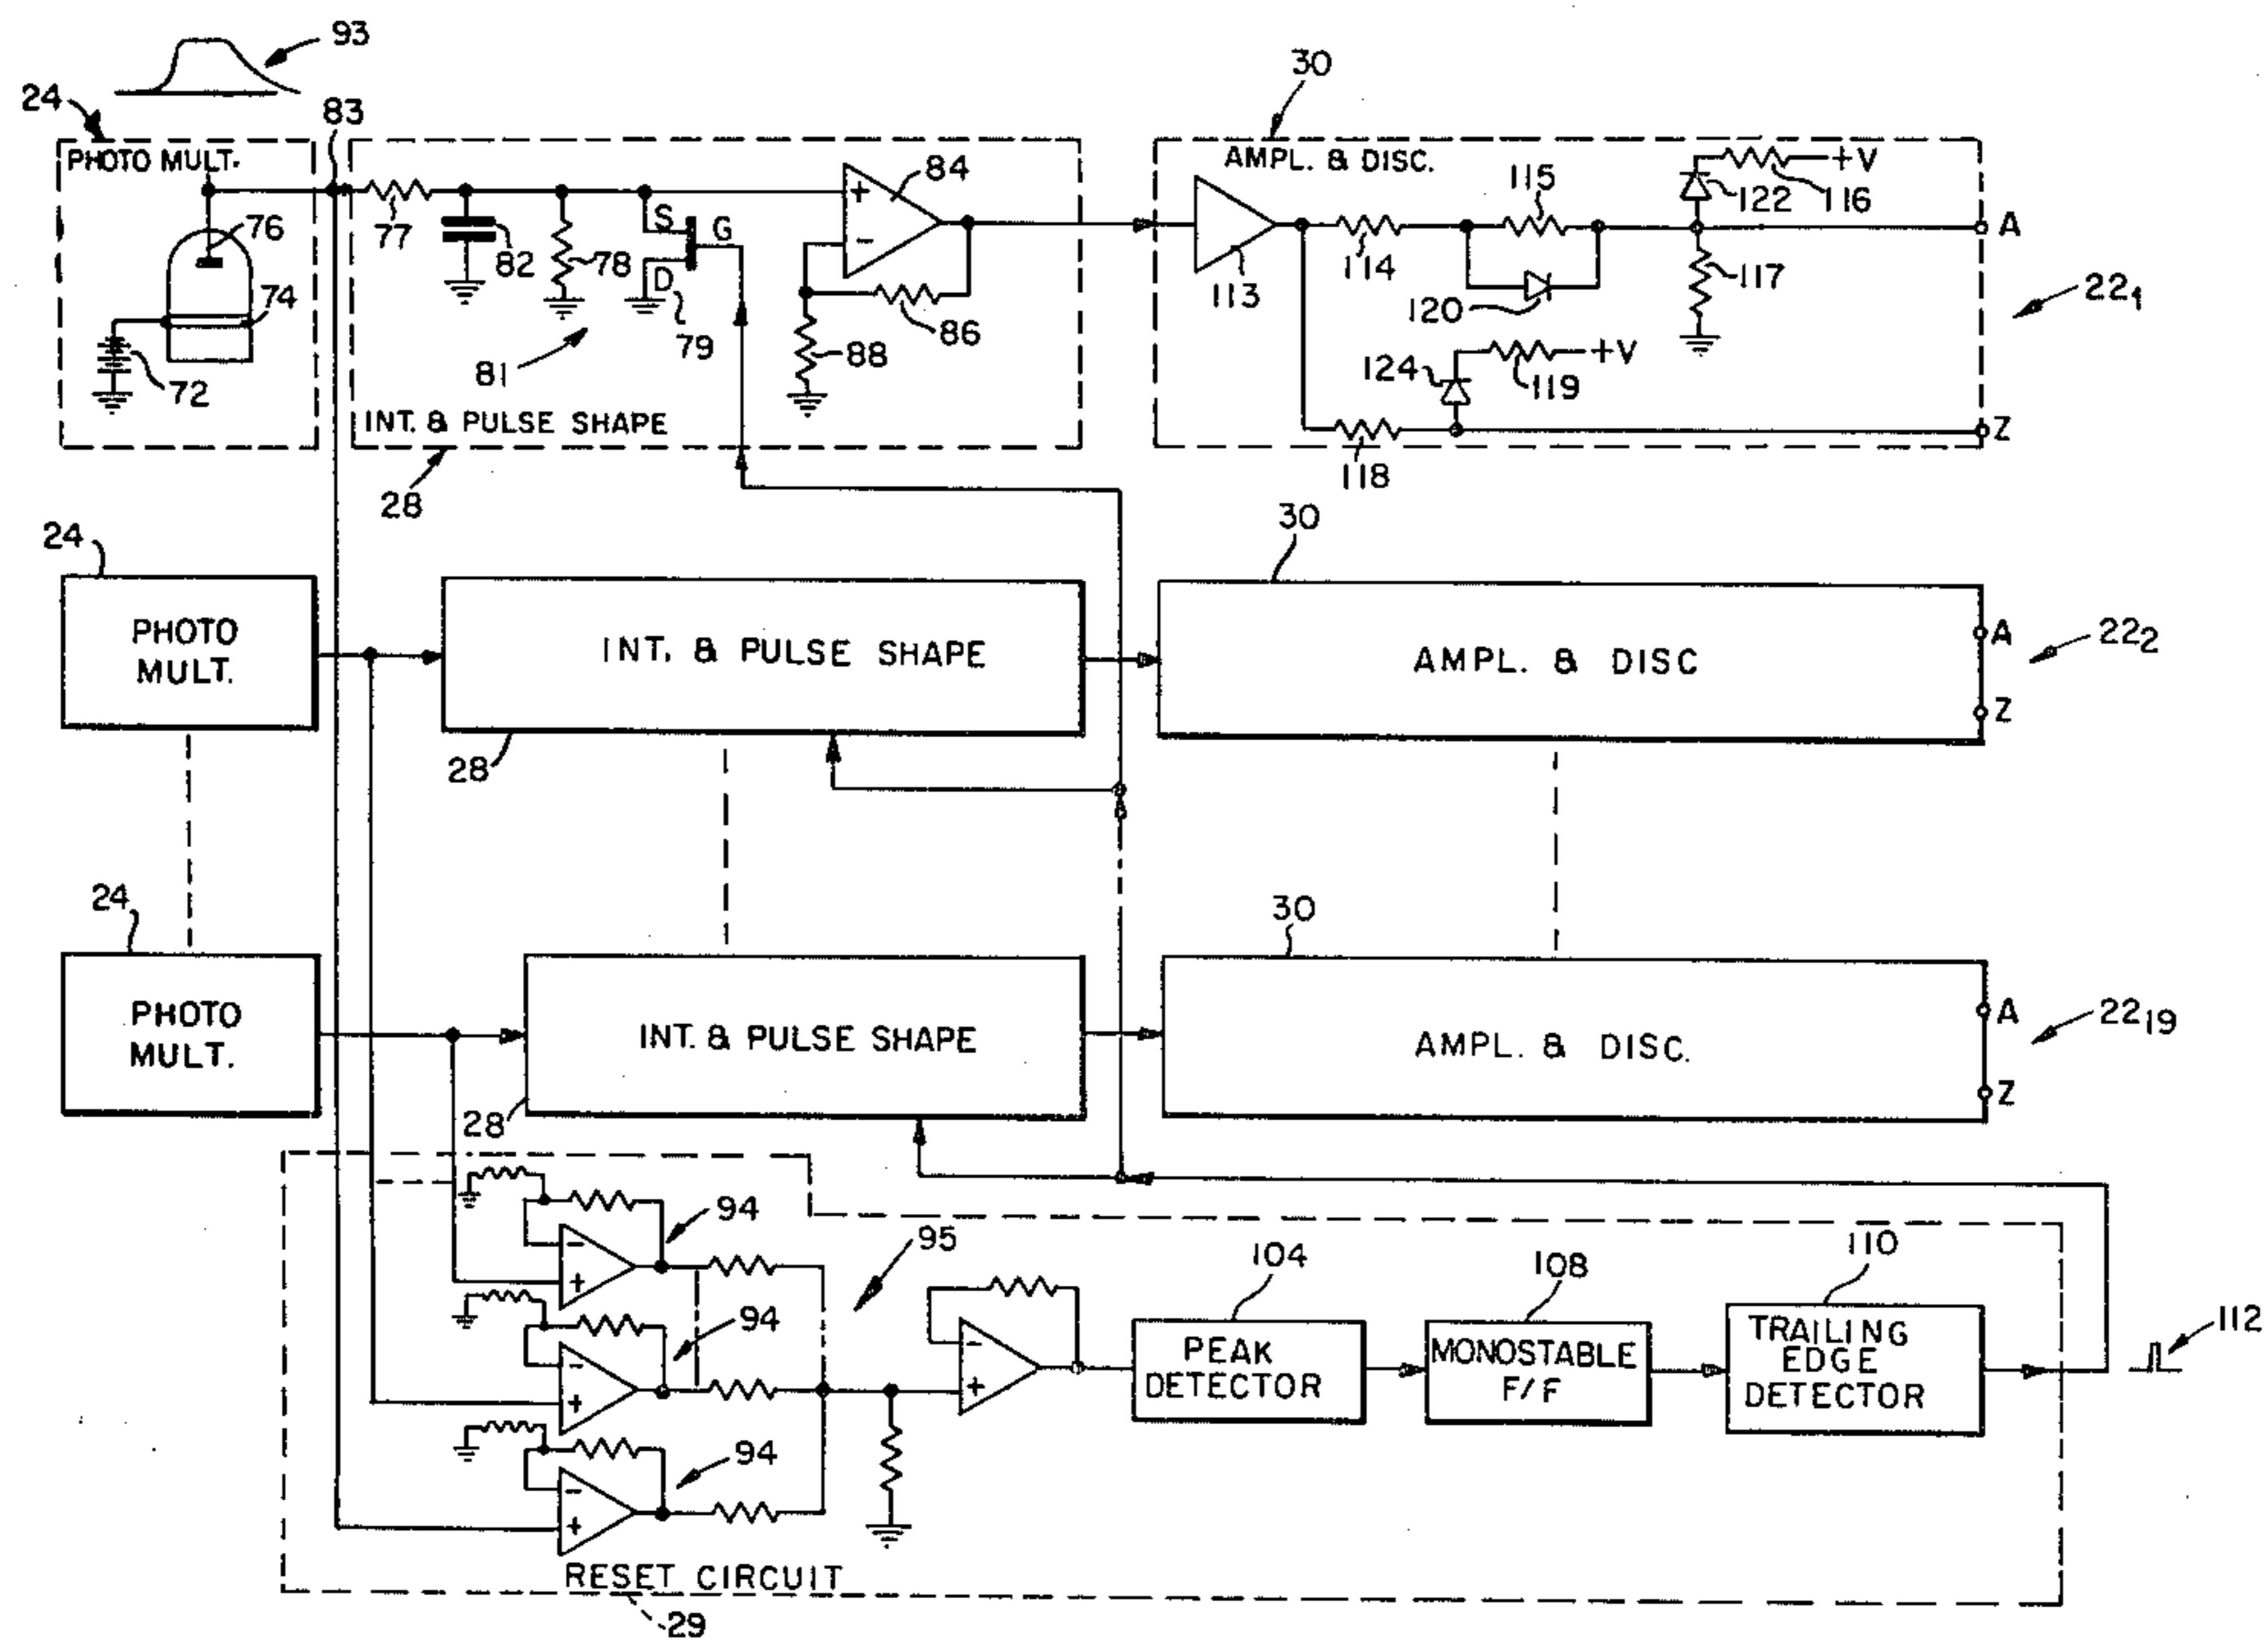 93
24
83
30
PHOTO MULT.
AMPL. & DISC.
+V
76
77
82
78
S
G
D
+
-
84
113
114
115
120
122
116
117
A
22₁
74
72
79
81
86
88
124
119
+V
118
Z
INT. & PULSE SHAPE
28
24
30
PHOTO
MULT.
INT. & PULSE SHAPE
AMPL. & DISC
A
Z
22₂
28
24
30
PHOTO
MULT.
INT. & PULSE SHAPE
AMPL. & DISC.
A
Z
22₁₉
28
94
-
+
95
94
-
+
94
-
+
-
+
104
PEAK
DETECTOR
108
MONOSTABLE
F/F
110
TRAILING
EDGE
DETECTOR
112
RESET CIRCUIT
29